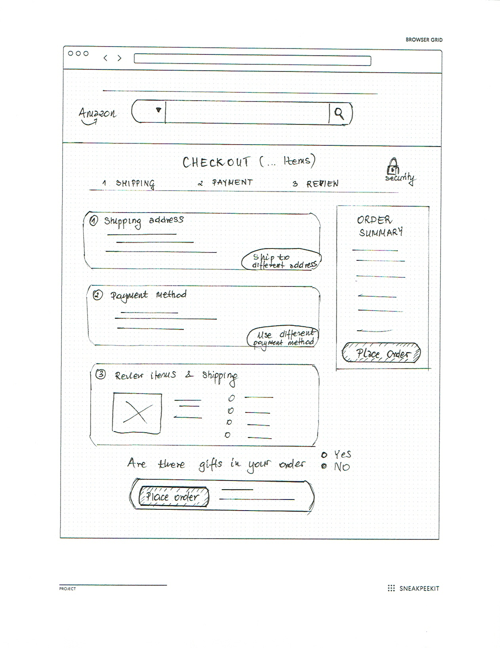 BROWSER GRID
Amazon
CHECKOUT (... Items)
1 SHIPPING 2 PAYMENT 3 REVIEW
security
1 Shipping address
Ship to
different address
ORDER
SUMMARY
2 Payment Method
Use different
payment method
Place Order
3 Review items & Shipping
Are there gifts in your order
Yes
NO
Place order
PROJECT
SNEAKPEEKIT